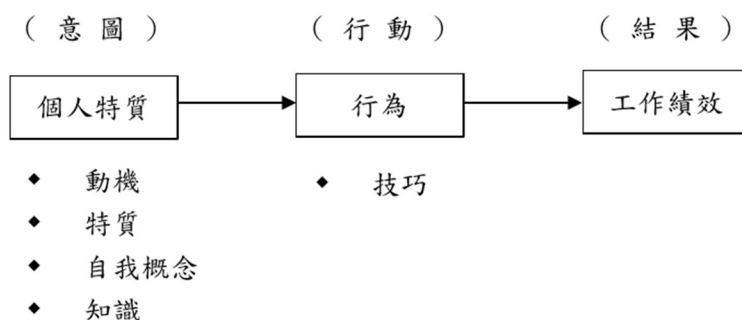 （意圖） （行動） （結果）
個人特質 行為 工作績效
◆ 動機 ◆ 技巧
◆ 特質
◆ 自我概念
◆ 知識